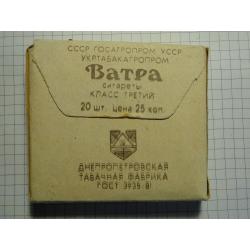 СССР ГОСАГРОПРОМ УССР
УКРТАБАКАГРОПРОМ
Ватра
сигареты
КЛАСС ТРЕТИЙ
20 шт. Цена 25 коп.
ДНЕПРОПЕТРОВСКАЯ
ТАБАЧНАЯ ФАБРИКА
ГОСТ 3935-81